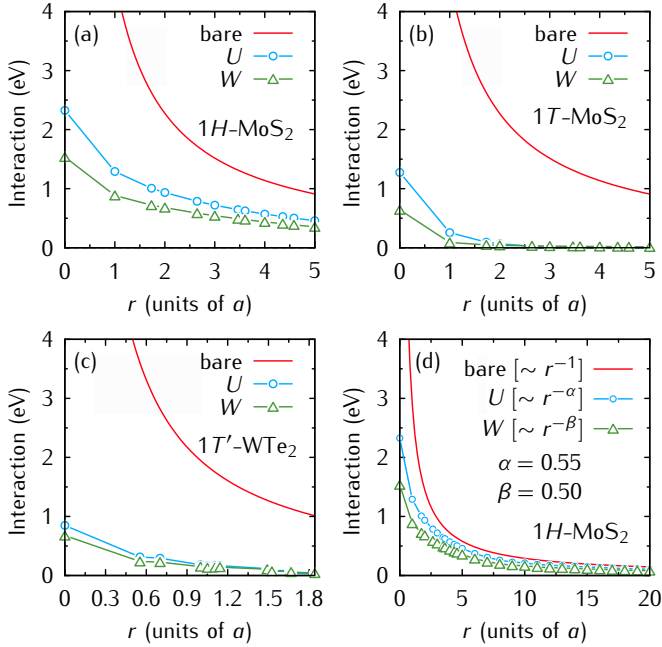 (a)
bare
U
W
1H-MoS₂
Interaction (eV)
4
3
2
1
0
0 1 2 3 4 5
r (units of a)
(b)
bare
U
W
1T-MoS₂
Interaction (eV)
4
3
2
1
0
0 1 2 3 4 5
r (units of a)
(c)
bare
U
W
1T′-WTe₂
Interaction (eV)
4
3
2
1
0
0 0.3 0.6 0.9 1.2 1.5 1.8
r (units of a)
(d)
bare [∼ r⁻¹]
U [∼ r^−α]
W [∼ r^−β]
α = 0.55
β = 0.50
1H-MoS₂
Interaction (eV)
4
3
2
1
0
0 5 10 15 20
r (units of a)